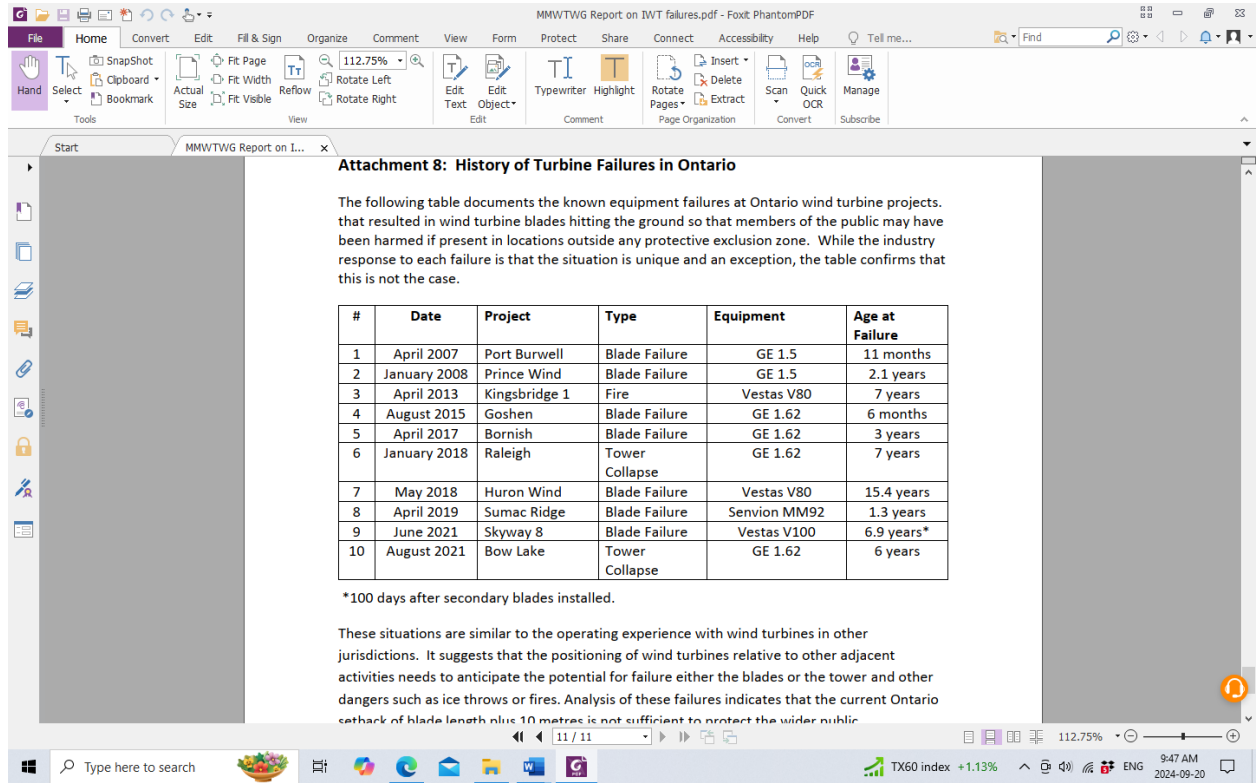 MMWTWG Report on IWT failures.pdf - Foxit PhantomPDF
File Home Convert Edit Fill & Sign Organize Comment View Form Protect Share Connect Accessibility Help Tell me... Find
Hand
Select
SnapShot
Clipboard
Bookmark
Tools
Actual Size
Fit Page
Fit Width
Fit Visible
Reflow
112.75%
Rotate Left
Rotate Right
View
Edit Text
Edit Object
Edit
Typewriter
Highlight
Comment
Rotate Pages
Insert
Delete
Extract
Page Organization
Scan
Quick OCR
Convert
Manage
Subscribe
Start MMWTWG Report on I... x
Attachment 8: History of Turbine Failures in Ontario
The following table documents the known equipment failures at Ontario wind turbine projects.
that resulted in wind turbine blades hitting the ground so that members of the public may have
been harmed if present in locations outside any protective exclusion zone. While the industry
response to each failure is that the situation is unique and an exception, the table confirms that
this is not the case.
# Date Project Type Equipment Age at Failure
1 April 2007 Port Burwell Blade Failure GE 1.5 11 months
2 January 2008 Prince Wind Blade Failure GE 1.5 2.1 years
3 April 2013 Kingsbridge 1 Fire Vestas V80 7 years
4 August 2015 Goshen Blade Failure GE 1.62 6 months
5 April 2017 Bornish Blade Failure GE 1.62 3 years
6 January 2018 Raleigh Tower Collapse GE 1.62 7 years
7 May 2018 Huron Wind Blade Failure Vestas V80 15.4 years
8 April 2019 Sumac Ridge Blade Failure Senvion MM92 1.3 years
9 June 2021 Skyway 8 Blade Failure Vestas V100 6.9 years*
10 August 2021 Bow Lake Tower Collapse GE 1.62 6 years
*100 days after secondary blades installed.
These situations are similar to the operating experience with wind turbines in other
jurisdictions. It suggests that the positioning of wind turbines relative to other adjacent
activities needs to anticipate the potential for failure either the blades or the tower and other
dangers such as ice throws or fires. Analysis of these failures indicates that the current Ontario
setback of blade length plus 10 metres is not sufficient to protect the wider public
11 / 11
112.75%
Type here to search
TX60 index +1.13%
ENG
9:47 AM
2024-09-20